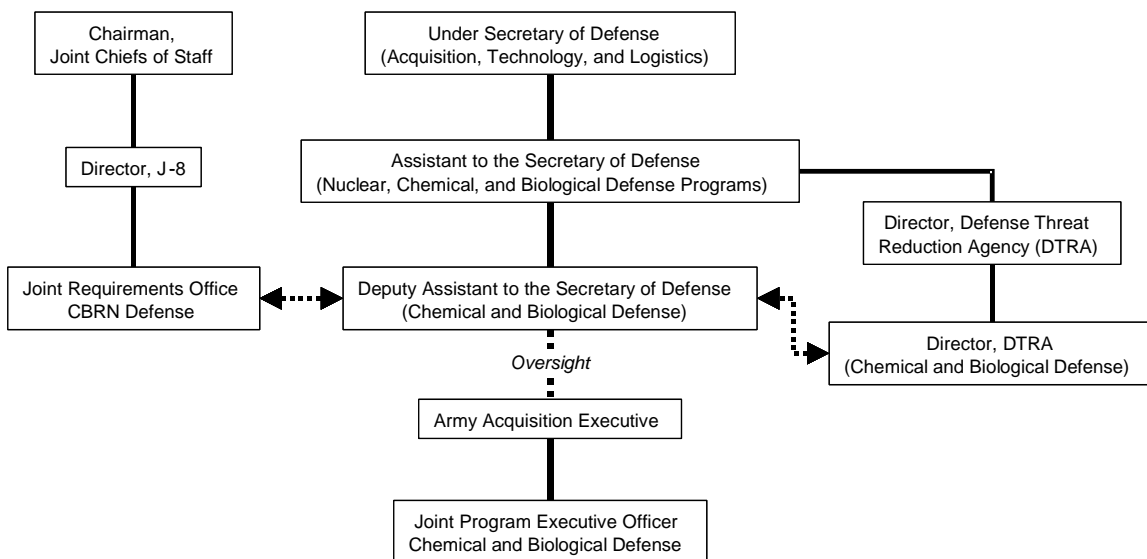 Chairman,
Joint Chiefs of Staff
Under Secretary of Defense
(Acquisition, Technology, and Logistics)
Director, J-8
Assistant to the Secretary of Defense
(Nuclear, Chemical, and Biological Defense Programs)
Director, Defense Threat
Reduction Agency (DTRA)
Joint Requirements Office
CBRN Defense
Deputy Assistant to the Secretary of Defense
(Chemical and Biological Defense)
Director, DTRA
(Chemical and Biological Defense)
Oversight
Army Acquisition Executive
Joint Program Executive Officer
Chemical and Biological Defense